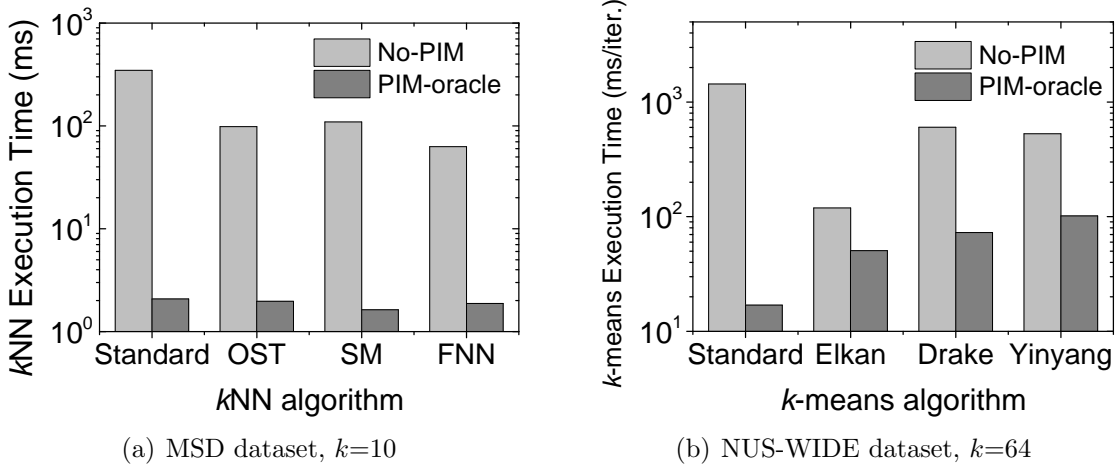 kNN Execution Time (ms)
10³
10²
10¹
10⁰
No-PIM
PIM-oracle
Standard OST SM FNN
kNN algorithm
(a) MSD dataset, k=10
k-means Execution Time (ms/iter.)
10³
10²
10¹
No-PIM
PIM-oracle
Standard Elkan Drake Yinyang
k-means algorithm
(b) NUS-WIDE dataset, k=64